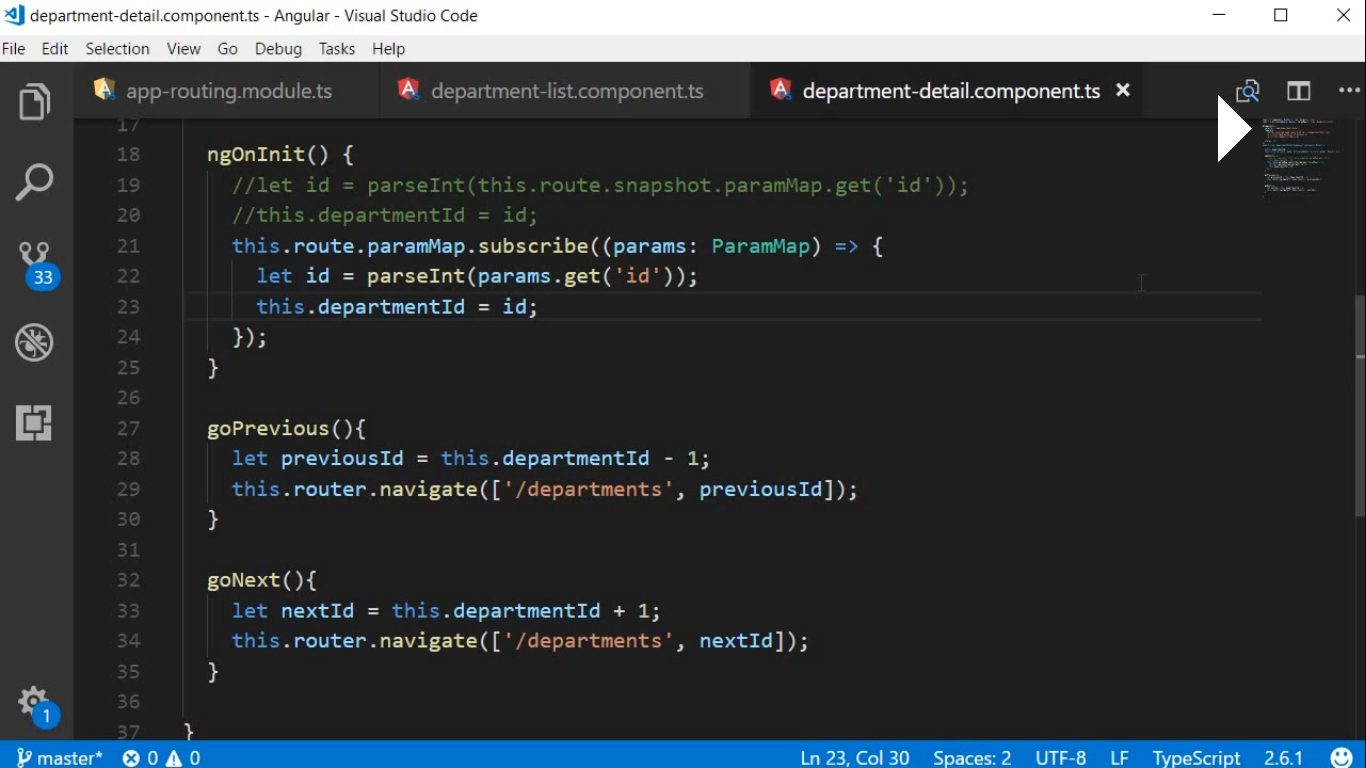 department-detail.component.ts - Angular - Visual Studio Code
File Edit Selection View Go Debug Tasks Help
app-routing.module.ts department-list.component.ts department-detail.component.ts
17
18 ngOnInit() {
19 //let id = parseInt(this.route.snapshot.paramMap.get('id'));
20 //this.departmentId = id;
21 this.route.paramMap.subscribe((params: ParamMap) => {
22 let id = parseInt(params.get('id'));
23 this.departmentId = id;
24 });
25 }
26
27 goPrevious(){
28 let previousId = this.departmentId - 1;
29 this.router.navigate(['/departments', previousId]);
30 }
31
32 goNext(){
33 let nextId = this.departmentId + 1;
34 this.router.navigate(['/departments', nextId]);
35 }
36
37 }
33
1
master* 0 0 Ln 23, Col 30 Spaces: 2 UTF-8 LF TypeScript 2.6.1